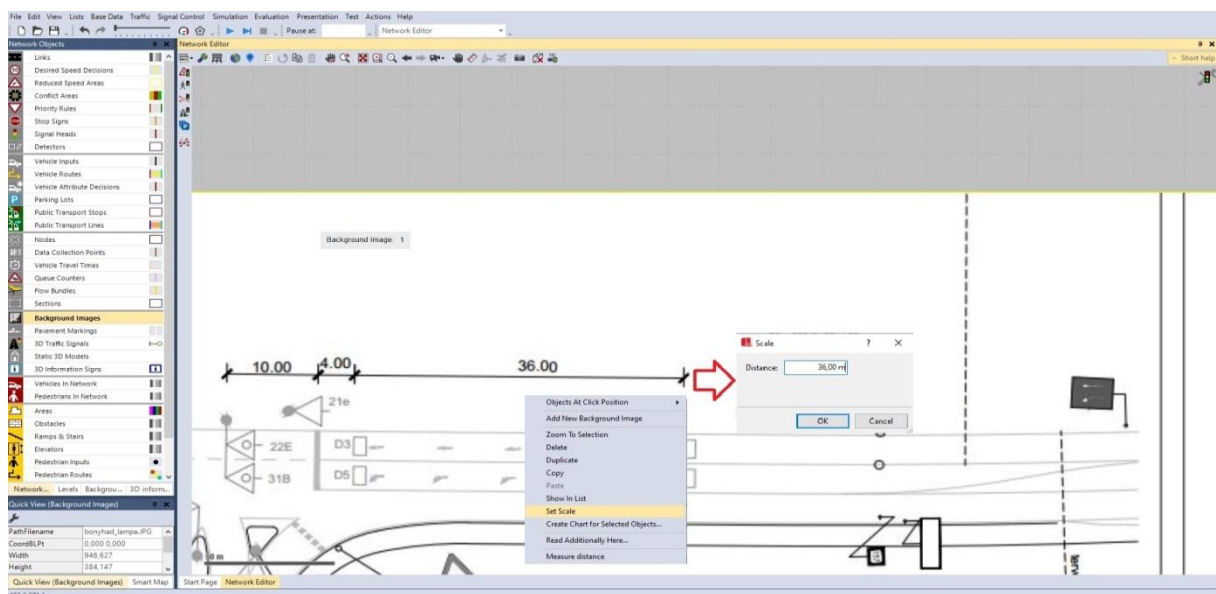 File Edit View Lists Base Data Traffic Signal Control Simulation Evaluation Presentation Test Actions Help
Pause at: Network Editor
Network Objects
Links
Desired Speed Decisions
Reduced Speed Areas
Conflict Areas
Priority Rules
Stop Signs
Signal Heads
Detectors
Vehicle Inputs
Vehicle Routes
Vehicle Attribute Decisions
Parking Lots
Public Transport Stops
Public Transport Lines
Nodes
Data Collection Points
Vehicle Travel Times
Queue Counters
Flow Bundles
Sections
Background Images
Pavement Markings
3D Traffic Signals
Static 3D Models
3D Information Signs
Vehicles In Network
Pedestrians In Network
Areas
Obstacles
Ramps & Stairs
Elevators
Pedestrian Inputs
Pedestrian Routes
Network... Levels Backgrou... 3D inform...
Quick View (Background Images)
PathFilename bonyhad_lampa.JPG
CoordBLPt 0,000 0,000
Width 946,627
Height 384,147
Quick View (Background Images) Smart Map
Network Editor
Short help
Background Image: 1
10.00 4.00 36.00
21e
22E D3
31B D5
Objects At Click Position
Add New Background Image
Zoom To Selection
Delete
Duplicate
Copy
Paste
Show In List
Set Scale
Create Chart for Selected Objects...
Read Additionally Here...
Measure distance
Scale ? X
Distance: 36,00 m
OK Cancel
Start Page Network Editor